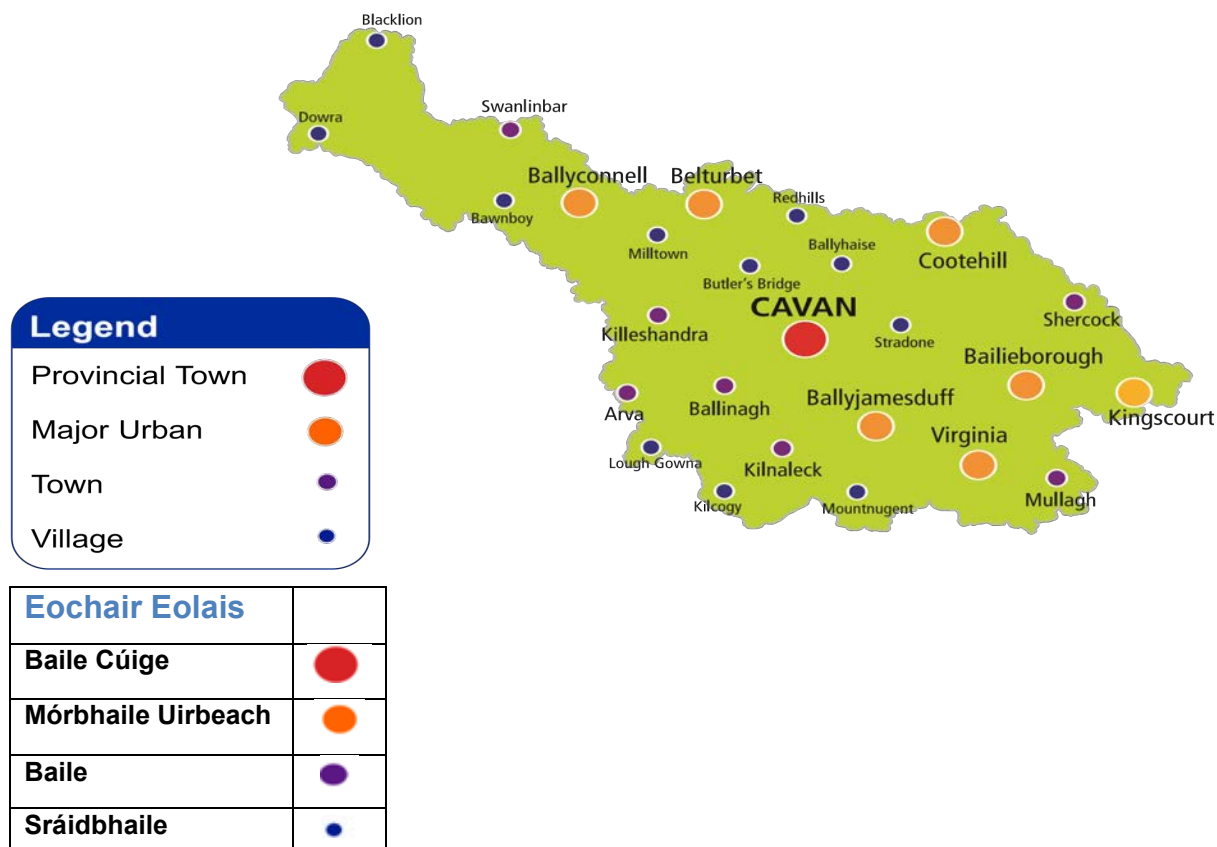 Blacklion
Dowra
Swanlinbar
Ballyconnell
Belturbet
Bawnboy
Redhills
Milltown
Ballyhaise
Cootehill
Butler's Bridge
CAVAN
Killeshandra
Stradone
Shercock
Bailieborough
Arva
Ballinagh
Ballyjamesduff
Kingscourt
Virginia
Lough Gowna
Kilnaleck
Kilcogy
Mountnugent
Mullagh
Legend
Provincial Town
Major Urban
Town
Village
Eochair Eolais
Baile Cúige
Mórbhaile Uirbeach
Baile
Sráidbhaile